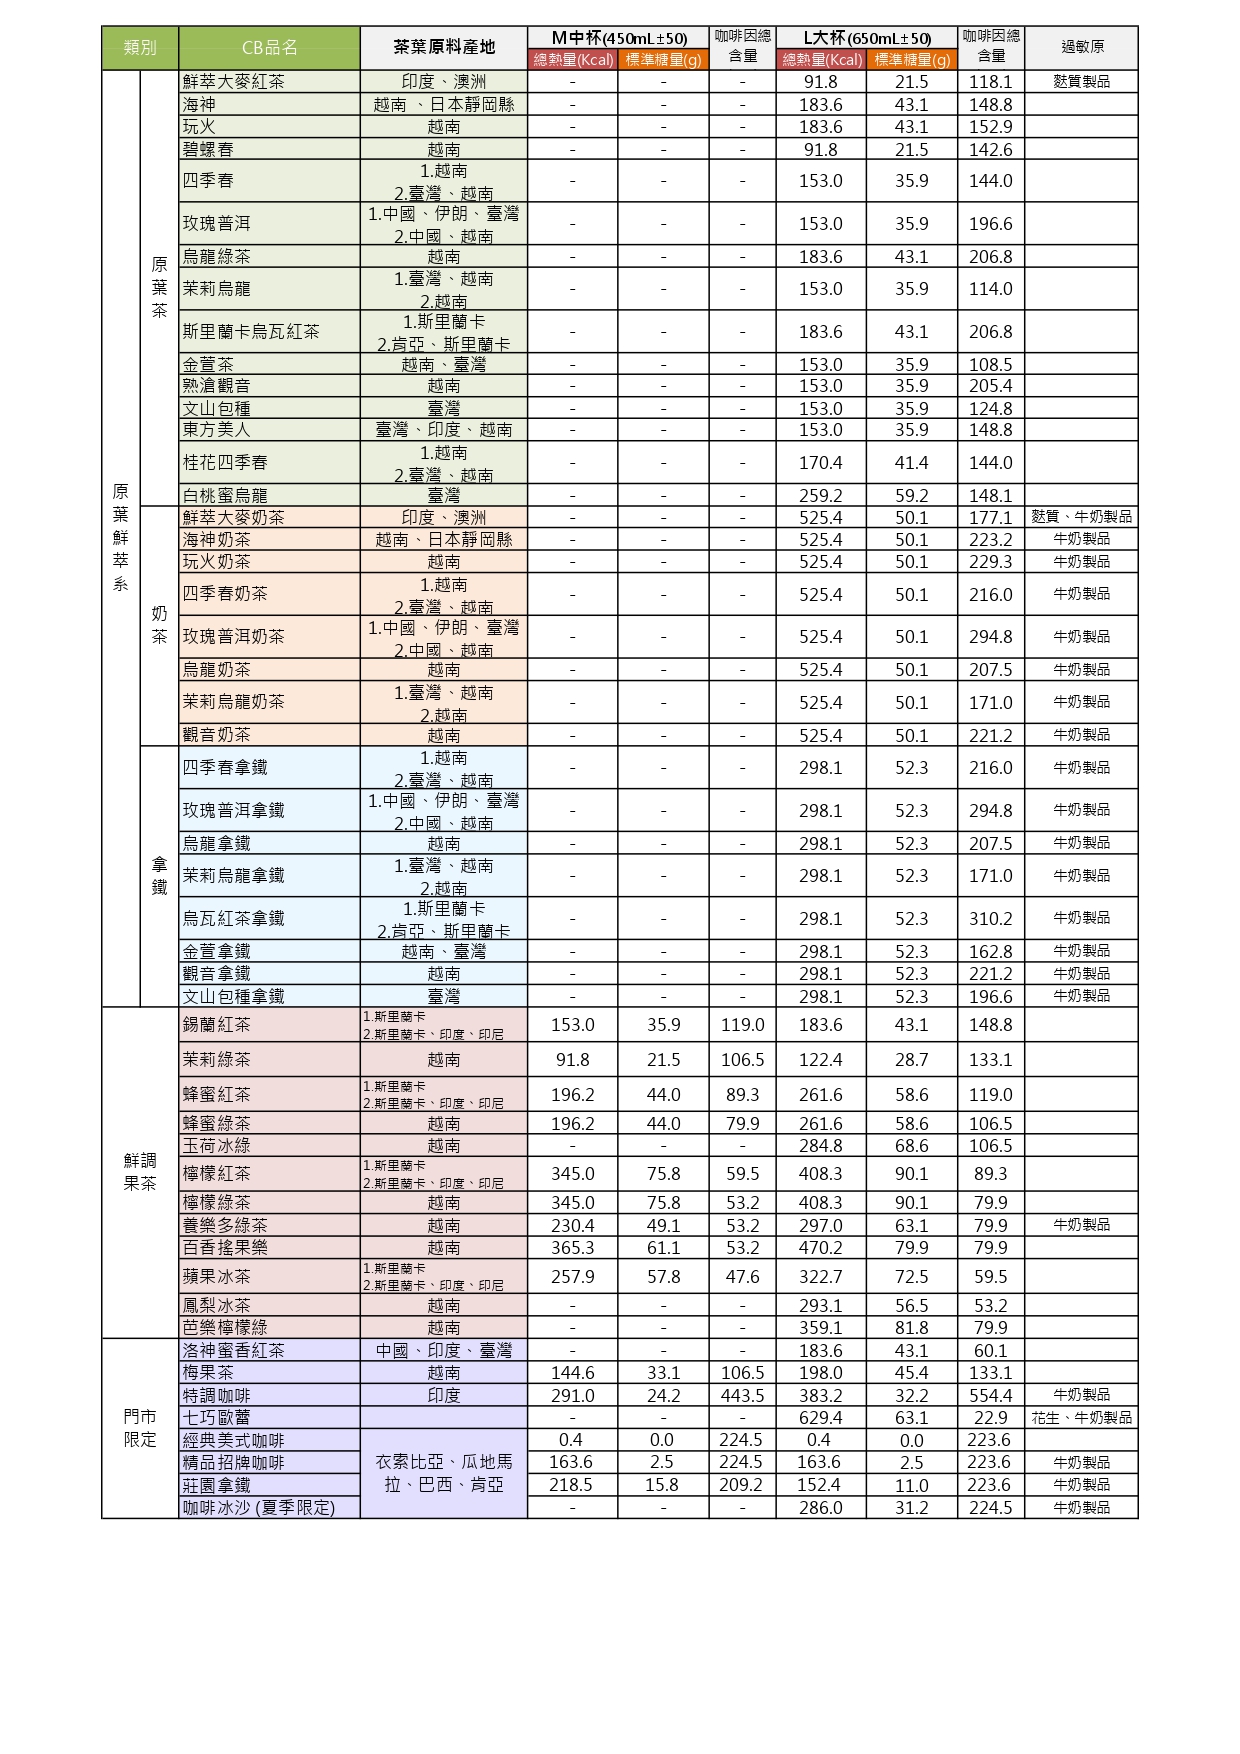 類別 CB品名 茶葉原料產地 M中杯(450mL±50) 咖啡因總含量 L大杯(650mL±50) 咖啡因總含量 過敏原
總熱量(Kcal) 標準糖量(g) 總熱量(Kcal) 標準糖量(g)
原葉鮮萃系
原葉茶
鮮萃大麥紅茶 印度、澳洲 - - - 91.8 21.5 118.1 麩質製品
海神 越南 、日本靜岡縣 - - - 183.6 43.1 148.8
玩火 越南 - - - 183.6 43.1 152.9
碧螺春 越南 - - - 91.8 21.5 142.6
四季春 1.越南 2.臺灣、越南 - - - 153.0 35.9 144.0
玫瑰普洱 1.中國、伊朗、臺灣 2.中國、越南 - - - 153.0 35.9 196.6
烏龍綠茶 越南 - - - 183.6 43.1 206.8
茉莉烏龍 1.臺灣、越南 2.越南 - - - 153.0 35.9 114.0
斯里蘭卡烏瓦紅茶 1.斯里蘭卡 2.肯亞、斯里蘭卡 - - - 183.6 43.1 206.8
金萱茶 越南、臺灣 - - - 153.0 35.9 108.5
熟滄觀音 越南 - - - 153.0 35.9 205.4
文山包種 臺灣 - - - 153.0 35.9 124.8
東方美人 臺灣、印度、越南 - - - 153.0 35.9 148.8
桂花四季春 1.越南 2.臺灣、越南 - - - 170.4 41.4 144.0
白桃蜜烏龍 臺灣 - - - 259.2 59.2 148.1
奶茶
鮮萃大麥奶茶 印度、澳洲 - - - 525.4 50.1 177.1 麩質、牛奶製品
海神奶茶 越南、日本靜岡縣 - - - 525.4 50.1 223.2 牛奶製品
玩火奶茶 越南 - - - 525.4 50.1 229.3 牛奶製品
四季春奶茶 1.越南 2.臺灣、越南 - - - 525.4 50.1 216.0 牛奶製品
玫瑰普洱奶茶 1.中國、伊朗、臺灣 2.中國、越南 - - - 525.4 50.1 294.8 牛奶製品
烏龍奶茶 越南 - - - 525.4 50.1 207.5 牛奶製品
茉莉烏龍奶茶 1.臺灣、越南 2.越南 - - - 525.4 50.1 171.0 牛奶製品
觀音奶茶 越南 - - - 525.4 50.1 221.2 牛奶製品
拿鐵
四季春拿鐵 1.越南 2.臺灣、越南 - - - 298.1 52.3 216.0 牛奶製品
玫瑰普洱拿鐵 1.中國、伊朗、臺灣 2.中國、越南 - - - 298.1 52.3 294.8 牛奶製品
烏龍拿鐵 越南 - - - 298.1 52.3 207.5 牛奶製品
茉莉烏龍拿鐵 1.臺灣、越南 2.越南 - - - 298.1 52.3 171.0 牛奶製品
烏瓦紅茶拿鐵 1.斯里蘭卡 2.肯亞、斯里蘭卡 - - - 298.1 52.3 310.2 牛奶製品
金萱拿鐵 越南、臺灣 - - - 298.1 52.3 162.8 牛奶製品
觀音拿鐵 越南 - - - 298.1 52.3 221.2 牛奶製品
文山包種拿鐵 臺灣 - - - 298.1 52.3 196.6 牛奶製品
鮮調果茶
錫蘭紅茶 1.斯里蘭卡 2.斯里蘭卡、印度、印尼 153.0 35.9 119.0 183.6 43.1 148.8
茉莉綠茶 越南 91.8 21.5 106.5 122.4 28.7 133.1
蜂蜜紅茶 1.斯里蘭卡 2.斯里蘭卡、印度、印尼 196.2 44.0 89.3 261.6 58.6 119.0
蜂蜜綠茶 越南 196.2 44.0 79.9 261.6 58.6 106.5
玉荷冰綠 越南 - - - 284.8 68.6 106.5
檸檬紅茶 1.斯里蘭卡 2.斯里蘭卡、印度、印尼 345.0 75.8 59.5 408.3 90.1 89.3
檸檬綠茶 越南 345.0 75.8 53.2 408.3 90.1 79.9
養樂多綠茶 越南 230.4 49.1 53.2 297.0 63.1 79.9 牛奶製品
百香搖果樂 越南 365.3 61.1 53.2 470.2 79.9 79.9
蘋果冰茶 1.斯里蘭卡 2.斯里蘭卡、印度、印尼 257.9 57.8 47.6 322.7 72.5 59.5
鳳梨冰茶 越南 - - - 293.1 56.5 53.2
芭樂檸檬綠 越南 - - - 359.1 81.8 79.9
門市限定
洛神蜜香紅茶 中國、印度、臺灣 - - - 183.6 43.1 60.1
梅果茶 越南 144.6 33.1 106.5 198.0 45.4 133.1
特調咖啡 印度 291.0 24.2 443.5 383.2 32.2 554.4 牛奶製品
七巧歐蕾 - - - 629.4 63.1 22.9 花生、牛奶製品
衣索比亞、瓜地馬拉、巴西、肯亞
經典美式咖啡 0.4 0.0 224.5 0.4 0.0 223.6
精品招牌咖啡 163.6 2.5 224.5 163.6 2.5 223.6 牛奶製品
莊園拿鐵 218.5 15.8 209.2 152.4 11.0 223.6 牛奶製品
咖啡冰沙 (夏季限定) - - - 286.0 31.2 224.5 牛奶製品